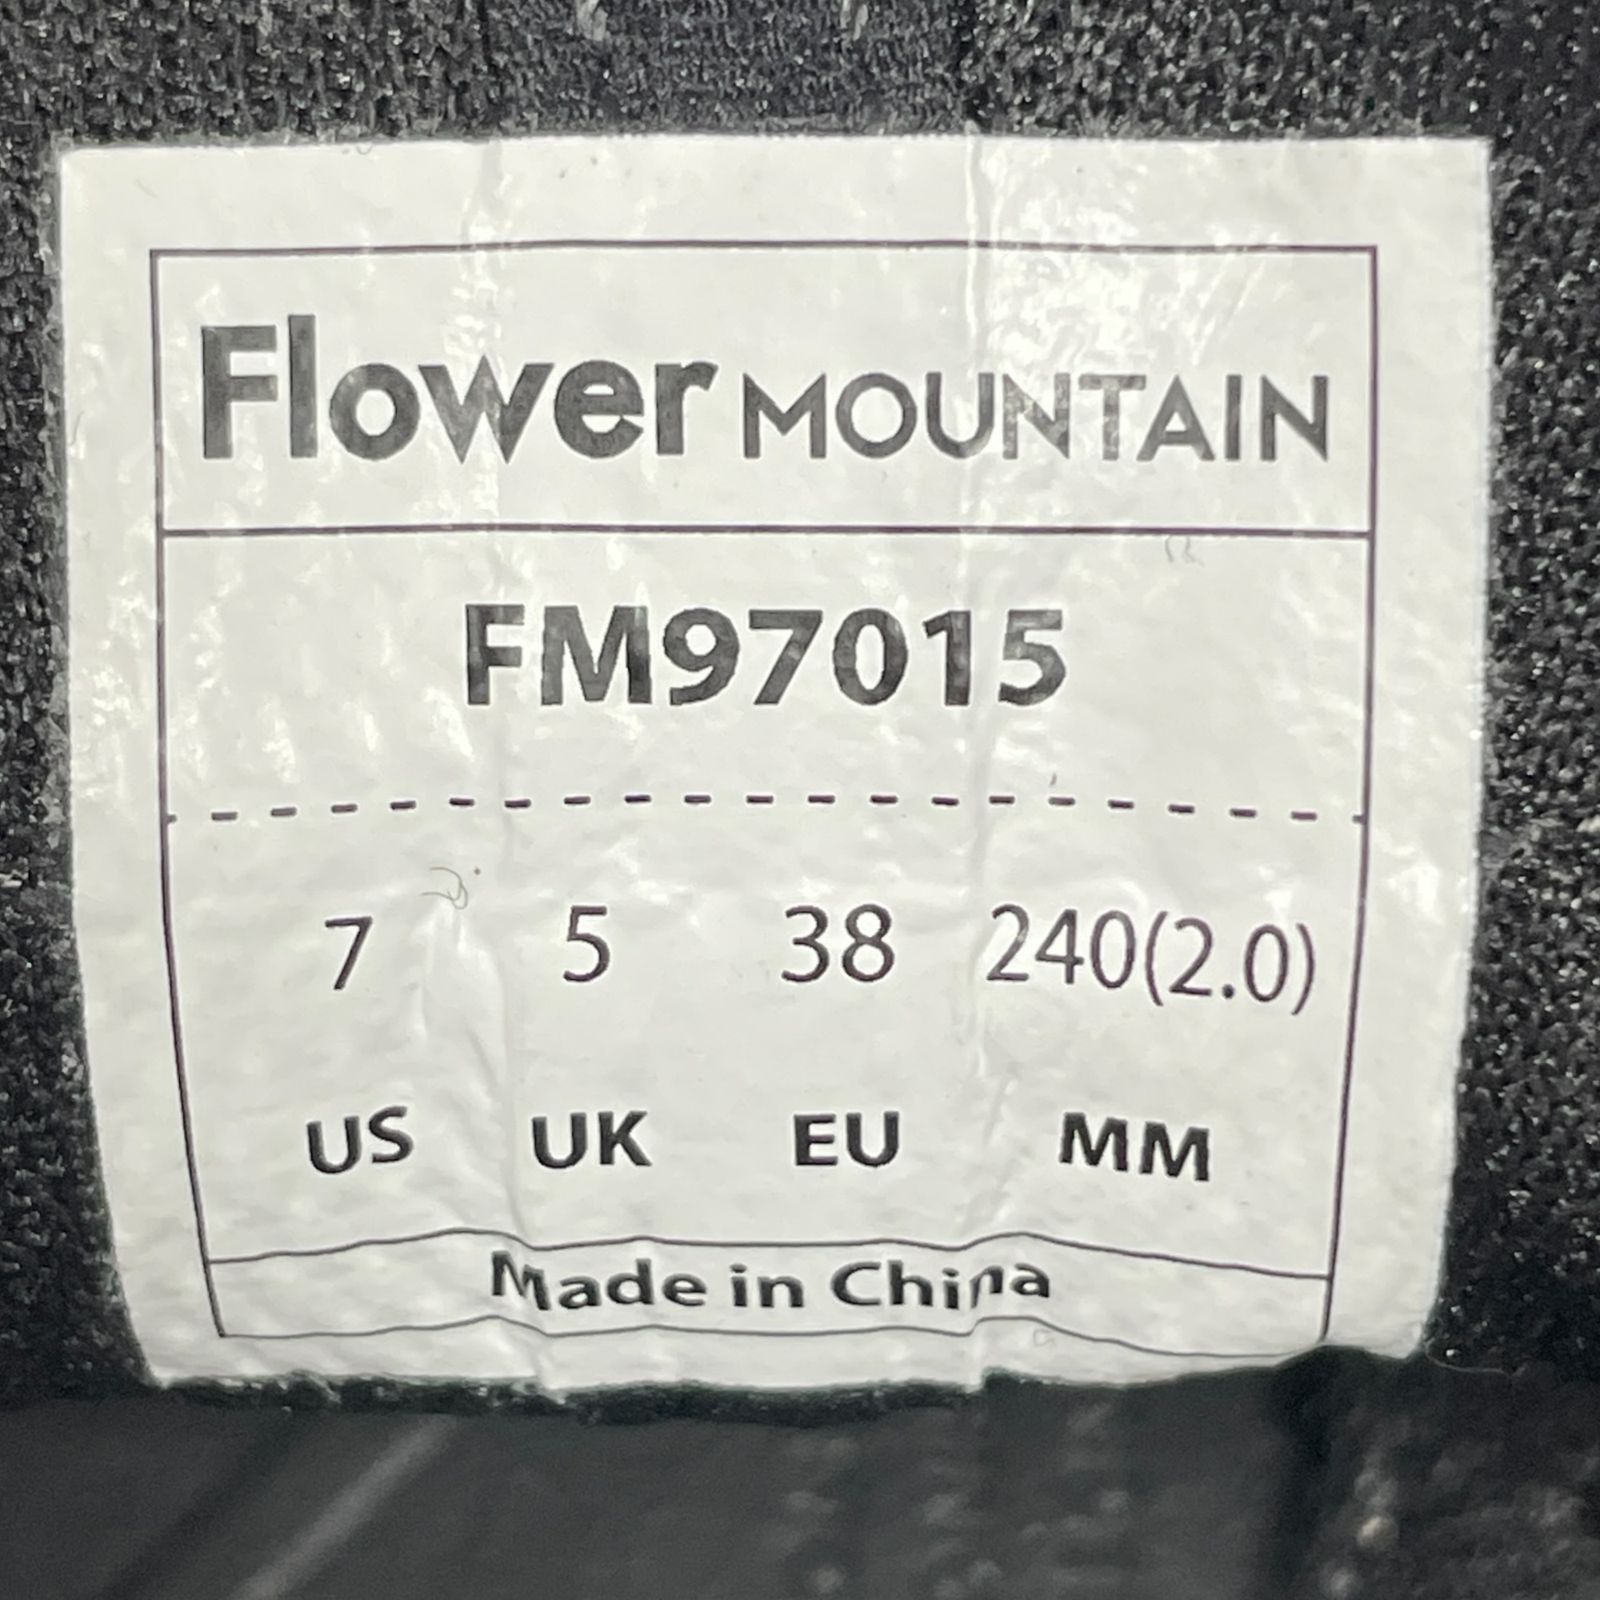 Flower MOUNTAIN
FM97015
7 5 38 240(2.0)
US UK EU MM
Made in China